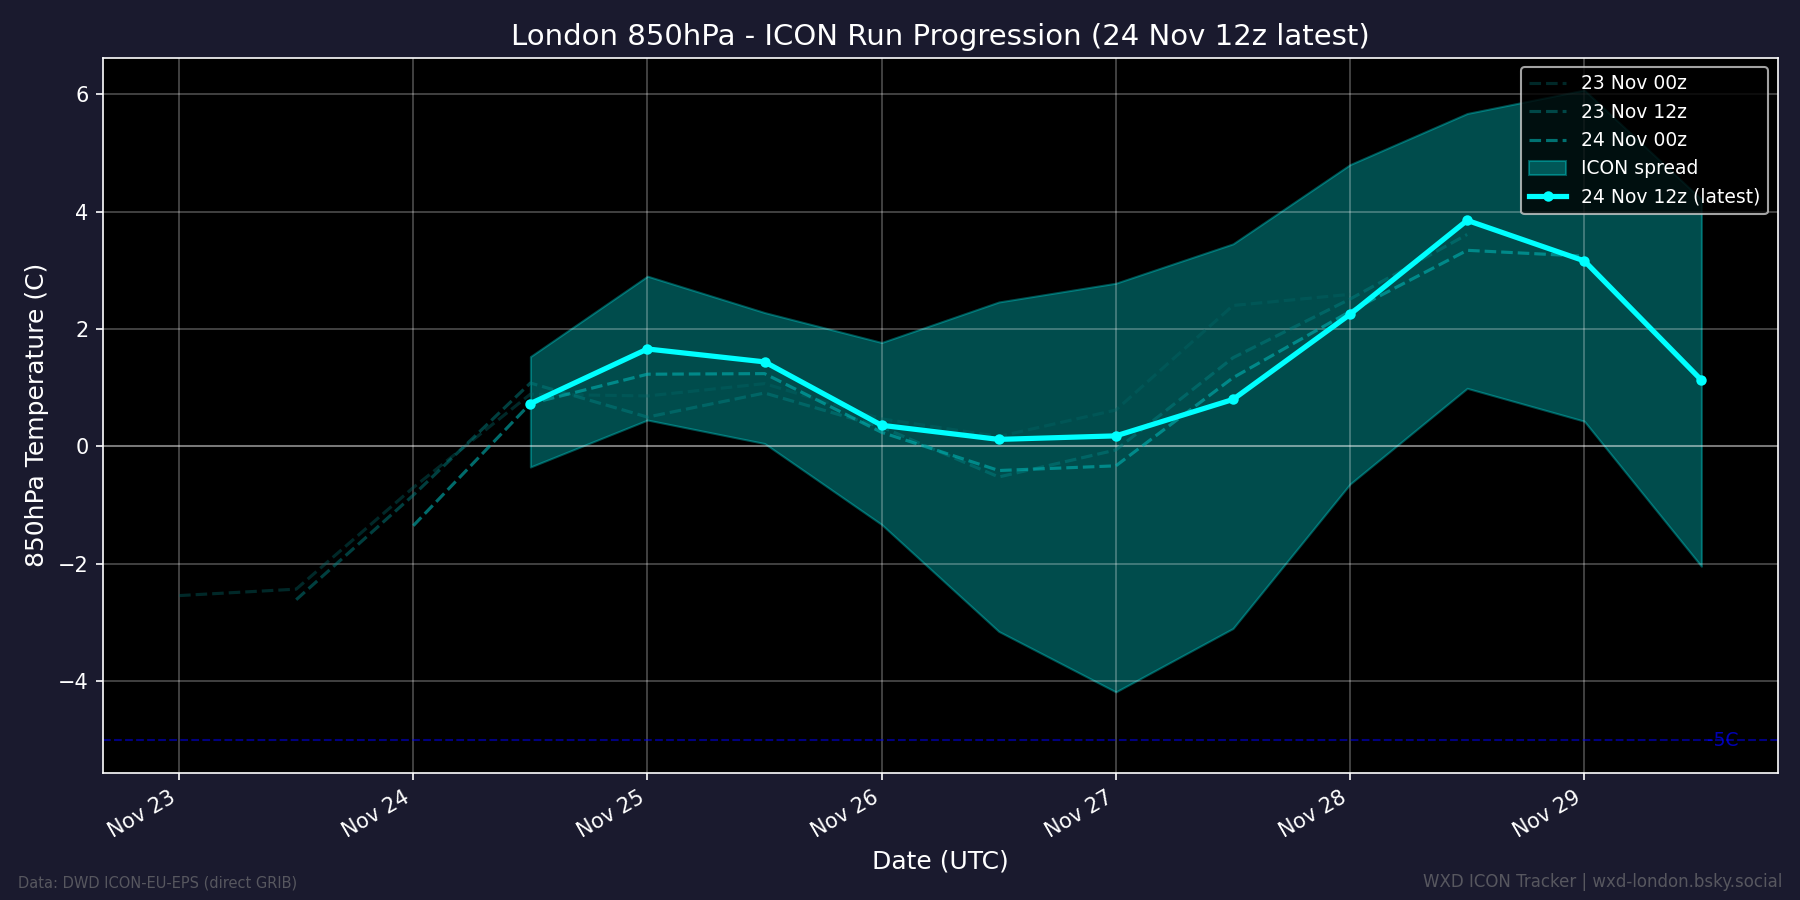 London 850hPa - ICON Run Progression (24 Nov 12z latest)
23 Nov 00z
23 Nov 12z
24 Nov 00z
ICON spread
24 Nov 12z (latest)
850hPa Temperature (C)
6
4
2
0
−2
−4
-5C
Nov 23
Nov 24
Nov 25
Nov 26
Nov 27
Nov 28
Nov 29
Date (UTC)
Data: DWD ICON-EU-EPS (direct GRIB)
WXD ICON Tracker | wxd-london.bsky.social